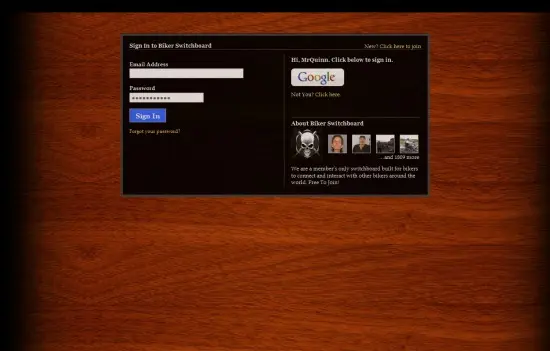 Sign In to Biker Switchboard
New? Click here to join
Email Address
Password
***********
Sign In
Forgot your password?
Hi, MrQuinn. Click below to sign in.
Google
Not You? Click here.
About Biker Switchboard
...and 1009 more
We are a member's only switchboard built for bikers
to connect and interact with other bikers around the
world. Free To Join!